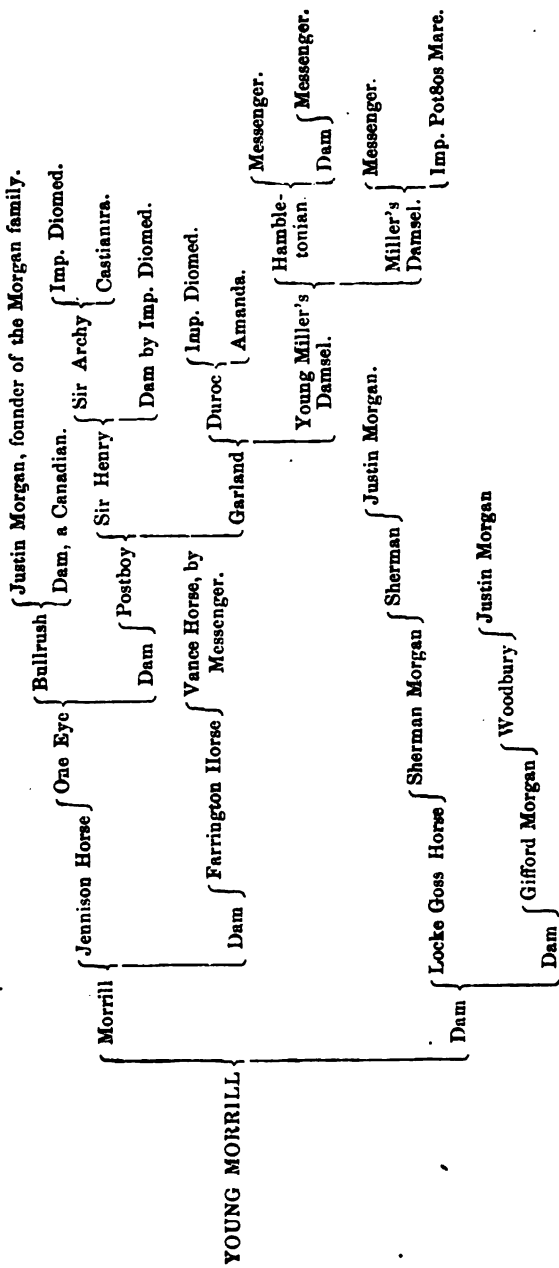 YOUNG MORRILL
Morrill
Jennison Horse
One Eye
Bullrush
Justin Morgan, founder of the Morgan family.
Dam, a Canadian.
Dam
Postboy
Sir Henry
Sir Archy
Imp. Diomed.
Castianira.
Dam by Imp. Diomed.
Garland
Duroc
Imp. Diomed.
Amanda.
Young Miller's
Damsel.
Hamble-
tonian.
Messenger.
Dam
Messenger.
Miller's
Damsel.
Messenger.
Imp. Pot8os Mare.
Dam
Farrington Horse
Vance Horse, by
Messenger.
Dam
Locke Goss Horse
Sherman Morgan
Sherman
Justin Morgan.
Dam
Gifford Morgan
Woodbury
Justin Morgan